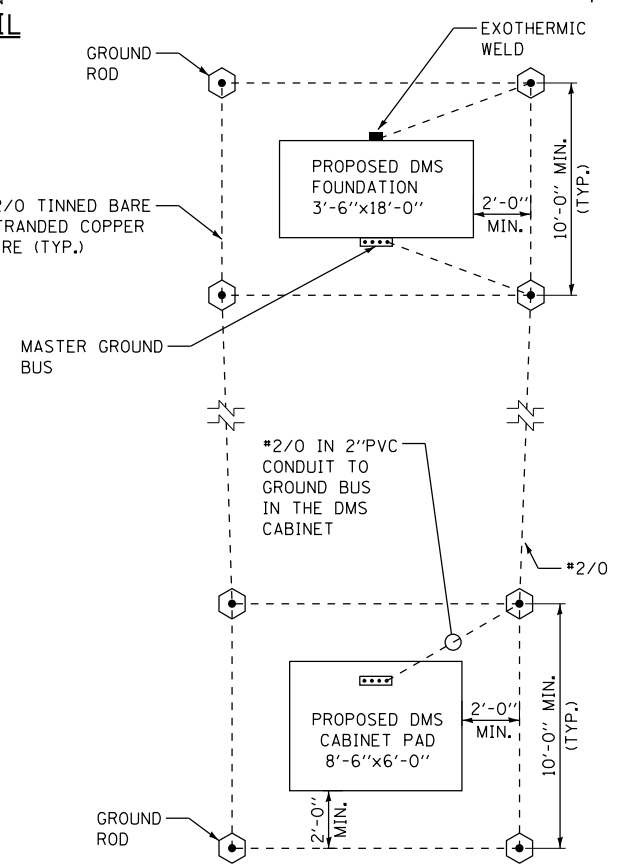 IL
GROUND
ROD
EXOTHERMIC
WELD
PROPOSED DMS
FOUNDATION
3'-6"x18'-0"
2'-0"
MIN.
10'-0" MIN.
(TYP.)
2/0 TINNED BARE
TRANDED COPPER
RE (TYP.)
MASTER GROUND
BUS
#2/0 IN 2"PVC
CONDUIT TO
GROUND BUS
IN THE DMS
CABINET
#2/0
PROPOSED DMS
CABINET PAD
8'-6"x6'-0"
2'-0"
MIN.
10'-0" MIN.
(TYP.)
2'-0"
MIN.
GROUND
ROD